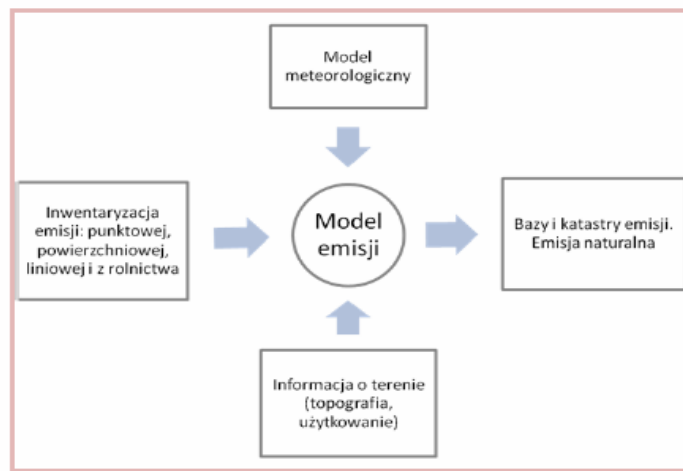 Model
meteorologiczny
Inwentaryzacja
emisji: punktowej,
powierzchniowej,
liniowej i z rolnictwa
Model
emisji
Bazy i katastry emisji.
Emisja naturalna
Informacja o terenie
(topografia,
użytkowanie)